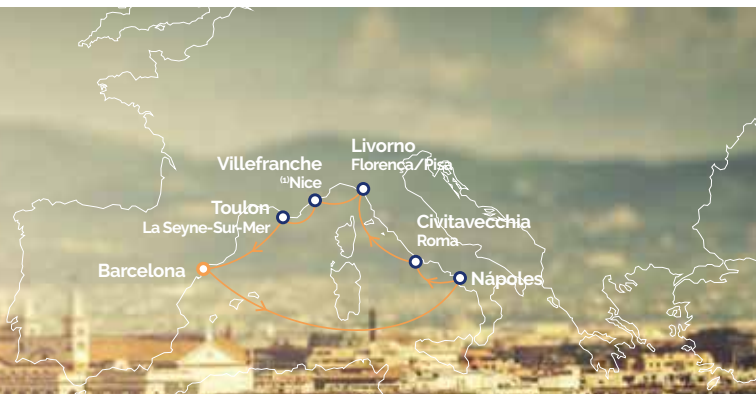 Livorno
Florença/Pisa
Villefranche
(1)Nice
Toulon
La Seyne-Sur-Mer
Civitavecchia
Roma
Barcelona
Nápoles